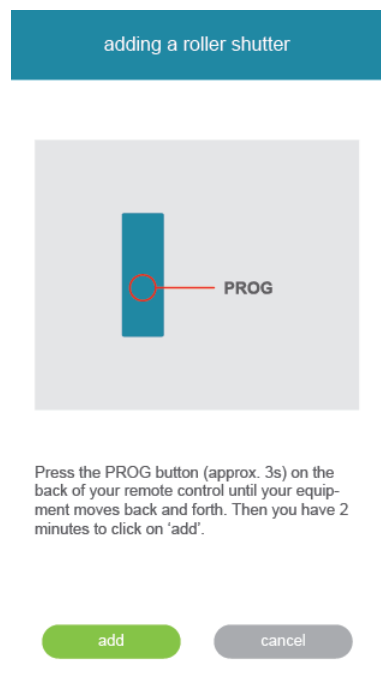 adding a roller shutter
PROG
Press the PROG button (approx. 3s) on the
back of your remote control until your equip-
ment moves back and forth. Then you have 2
minutes to click on ‘add’.
add
cancel